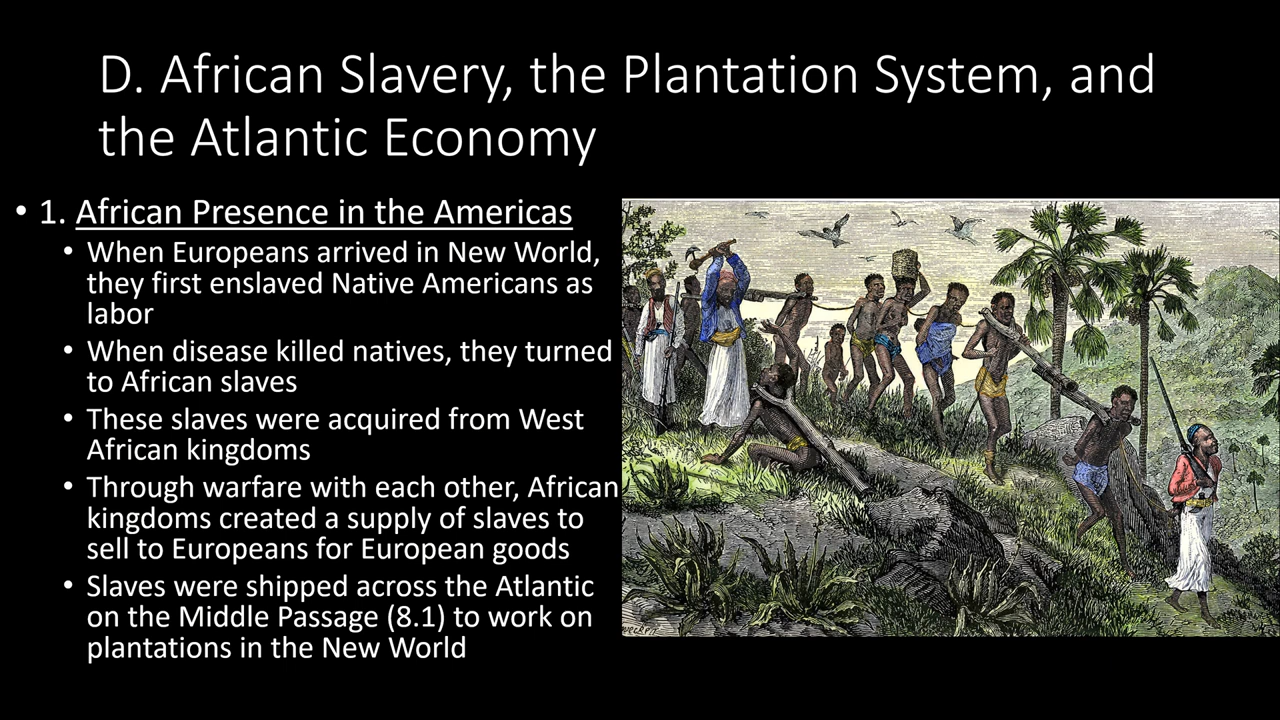 D. African Slavery, the Plantation System, and
the Atlantic Economy
• 1. African Presence in the Americas
• When Europeans arrived in New World,
they first enslaved Native Americans as
labor
• When disease killed natives, they turned
to African slaves
• These slaves were acquired from West
African kingdoms
• Through warfare with each other, African
kingdoms created a supply of slaves to
sell to Europeans for European goods
• Slaves were shipped across the Atlantic
on the Middle Passage (8.1) to work on
plantations in the New World